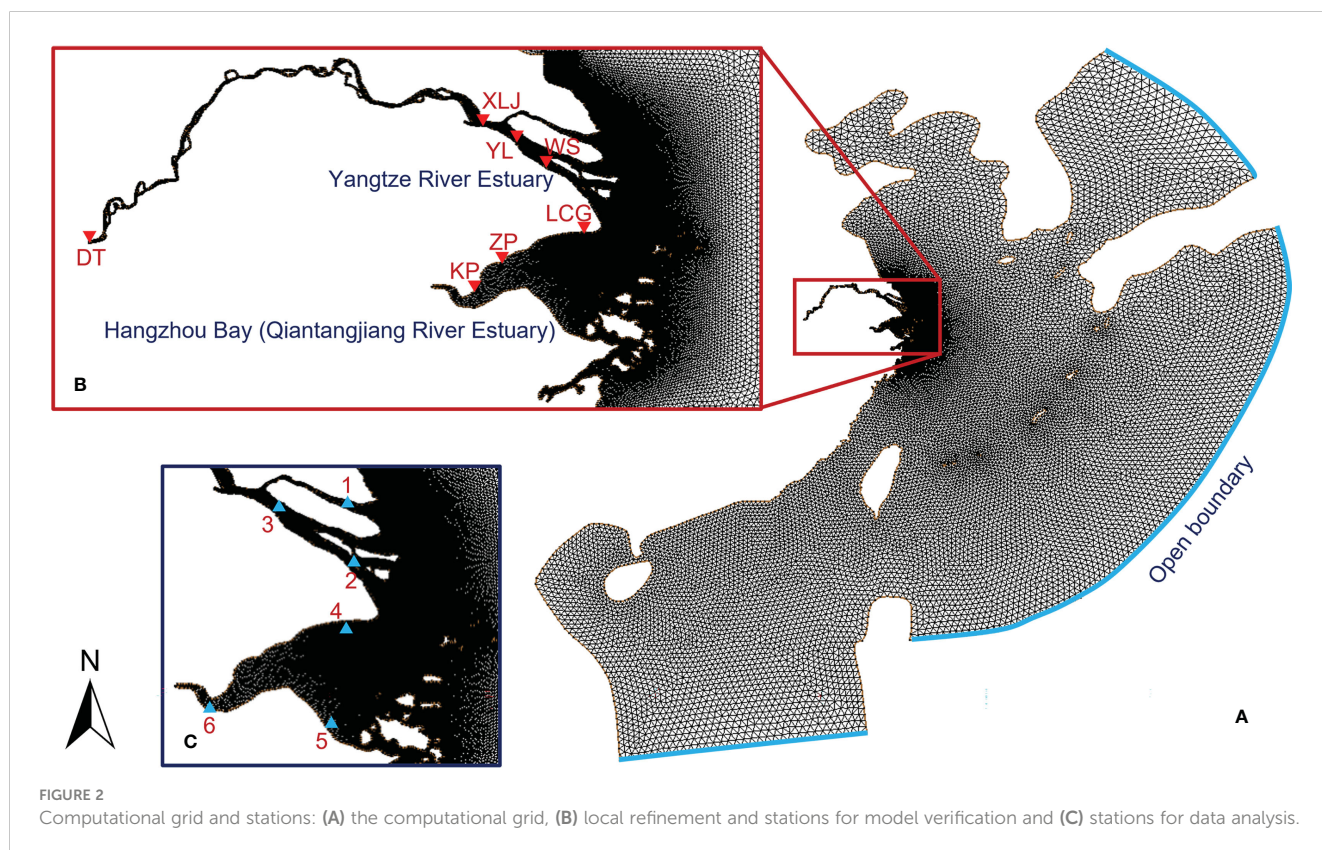 XLJ
YL
WS
Yangtze River Estuary
LCG
ZP
DT
KP
Hangzhou Bay (Qiantangjiang River Estuary)
B
Open boundary
1
3
2
4
N
6
5
C
A
FIGURE 2
Computational grid and stations: (A) the computational grid, (B) local refinement and stations for model verification and (C) stations for data analysis.